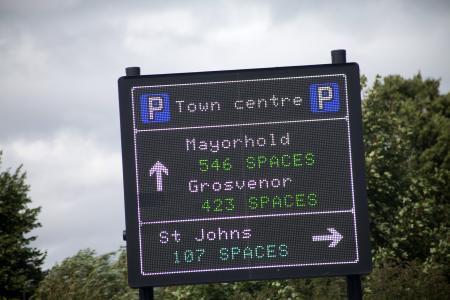 P Town centre P
Mayorhold
546 SPACES
Grosvenor
423 SPACES
St Johns
107 SPACES